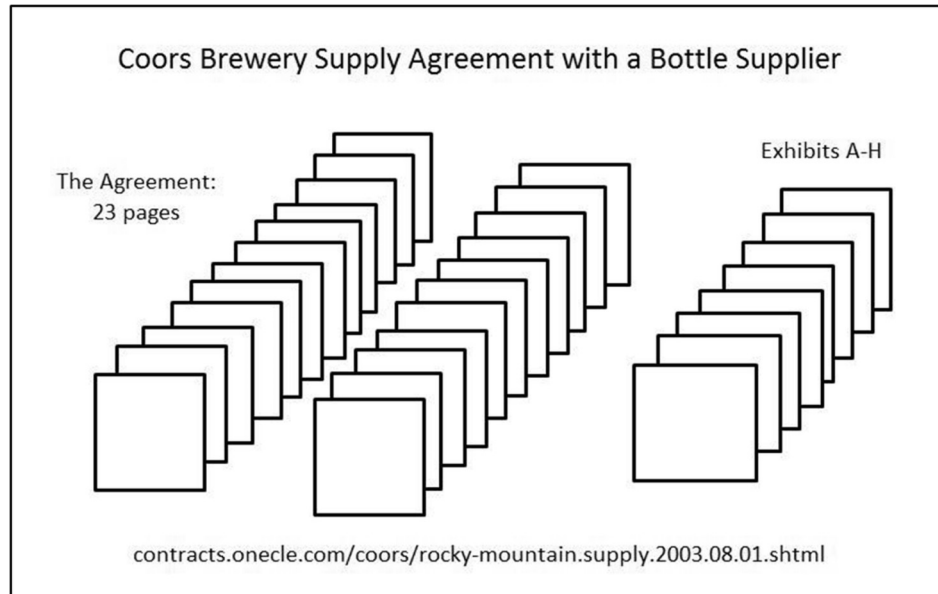 Coors Brewery Supply Agreement with a Bottle Supplier
The Agreement:
23 pages
Exhibits A-H
contracts.onecle.com/coors/rocky-mountain.supply.2003.08.01.shtml